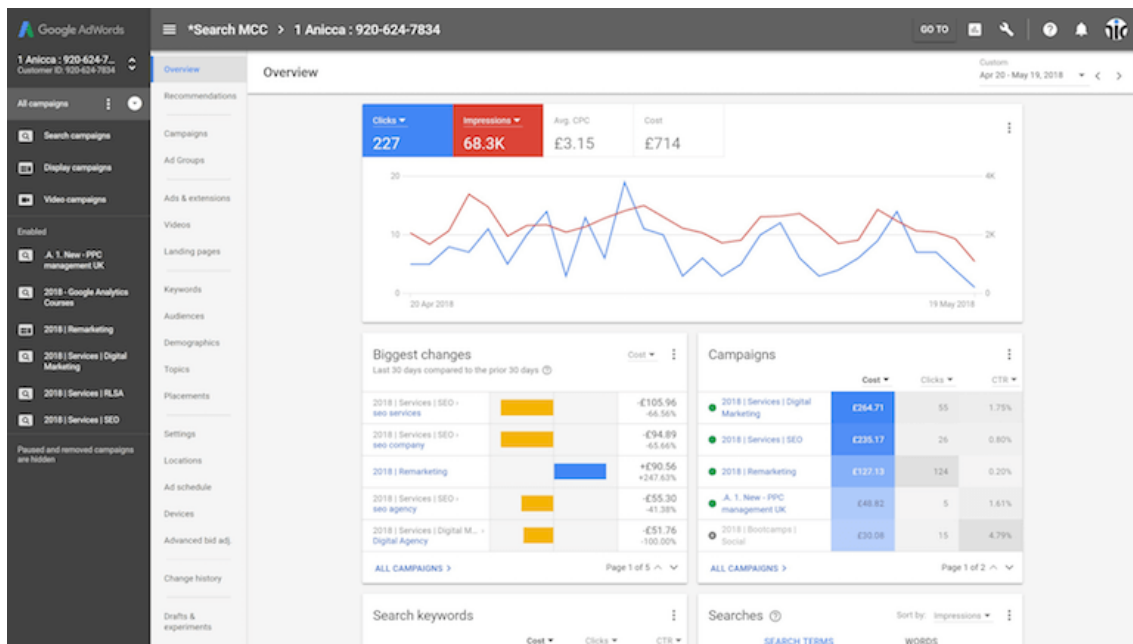 Google AdWords
*Search MCC > 1 Anicca : 920-624-7834
GO TO
1 Anicca : 920-624-7...
Customer ID: 920-624-7834
All campaigns
Search campaigns
Display campaigns
Video campaigns
Enabled
.A. 1. New - PPC
management UK
2018 - Google Analytics
Courses
2018 | Remarketing
2018 | Services | Digital
Marketing
2018 | Services | RLSA
2018 | Services | SEO
Paused and removed campaigns
are hidden
Overview
Recommendations
Campaigns
Ad Groups
Ads & extensions
Videos
Landing pages
Keywords
Audiences
Demographics
Topics
Placements
Settings
Locations
Ad schedule
Devices
Advanced bid adj.
Change history
Drafts &
experiments
Overview
Custom
Apr 20 - May 19, 2018
Clicks
227
Impressions
68.3K
Avg. CPC
£3.15
Cost
£714
20
10
0
4K
2K
0
20 Apr 2018
19 May 2018
Biggest changes
Cost
Last 30 days compared to the prior 30 days
2018 | Services | SEO ›
seo services
-£105.96
-66.56%
2018 | Services | SEO ›
seo company
-£94.89
-65.66%
2018 | Remarketing
+£90.56
+247.63%
2018 | Services | SEO ›
seo agency
-£55.30
-41.38%
2018 | Services | Digital M... ›
Digital Agency
-£51.76
-100.00%
ALL CAMPAIGNS >
Page 1 of 5
Campaigns
Cost Clicks CTR
2018 | Services | Digital
Marketing
£264.71 55 1.75%
2018 | Services | SEO £235.17 26 0.80%
2018 | Remarketing £127.13 124 0.20%
.A. 1. New - PPC
management UK
£48.82 5 1.61%
2018 | Bootcamps |
Social
£30.08 15 4.79%
ALL CAMPAIGNS >
Page 1 of 2
Search keywords
Cost Clicks CTR
Searches
Sort by: Impressions
SEARCH TERMS WORDS